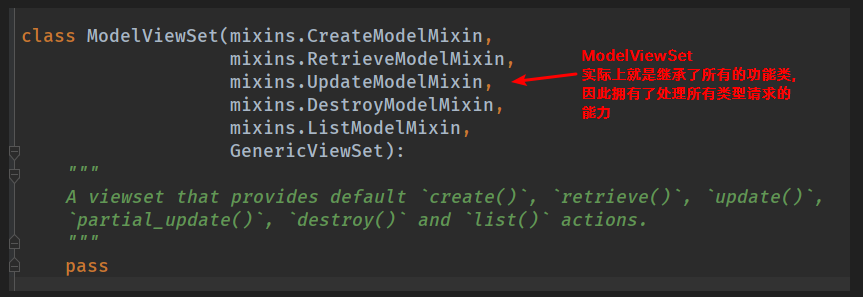 class ModelViewSet(mixins.CreateModelMixin,
mixins.RetrieveModelMixin,
mixins.UpdateModelMixin,
mixins.DestroyModelMixin,
mixins.ListModelMixin,
GenericViewSet):
"""
A viewset that provides default `create()`, `retrieve()`, `update()`,
`partial_update()`, `destroy()` and `list()` actions.
"""
pass
ModelViewSet
实际上就是继承了所有的功能类,
因此拥有了处理所有类型请求的
能力